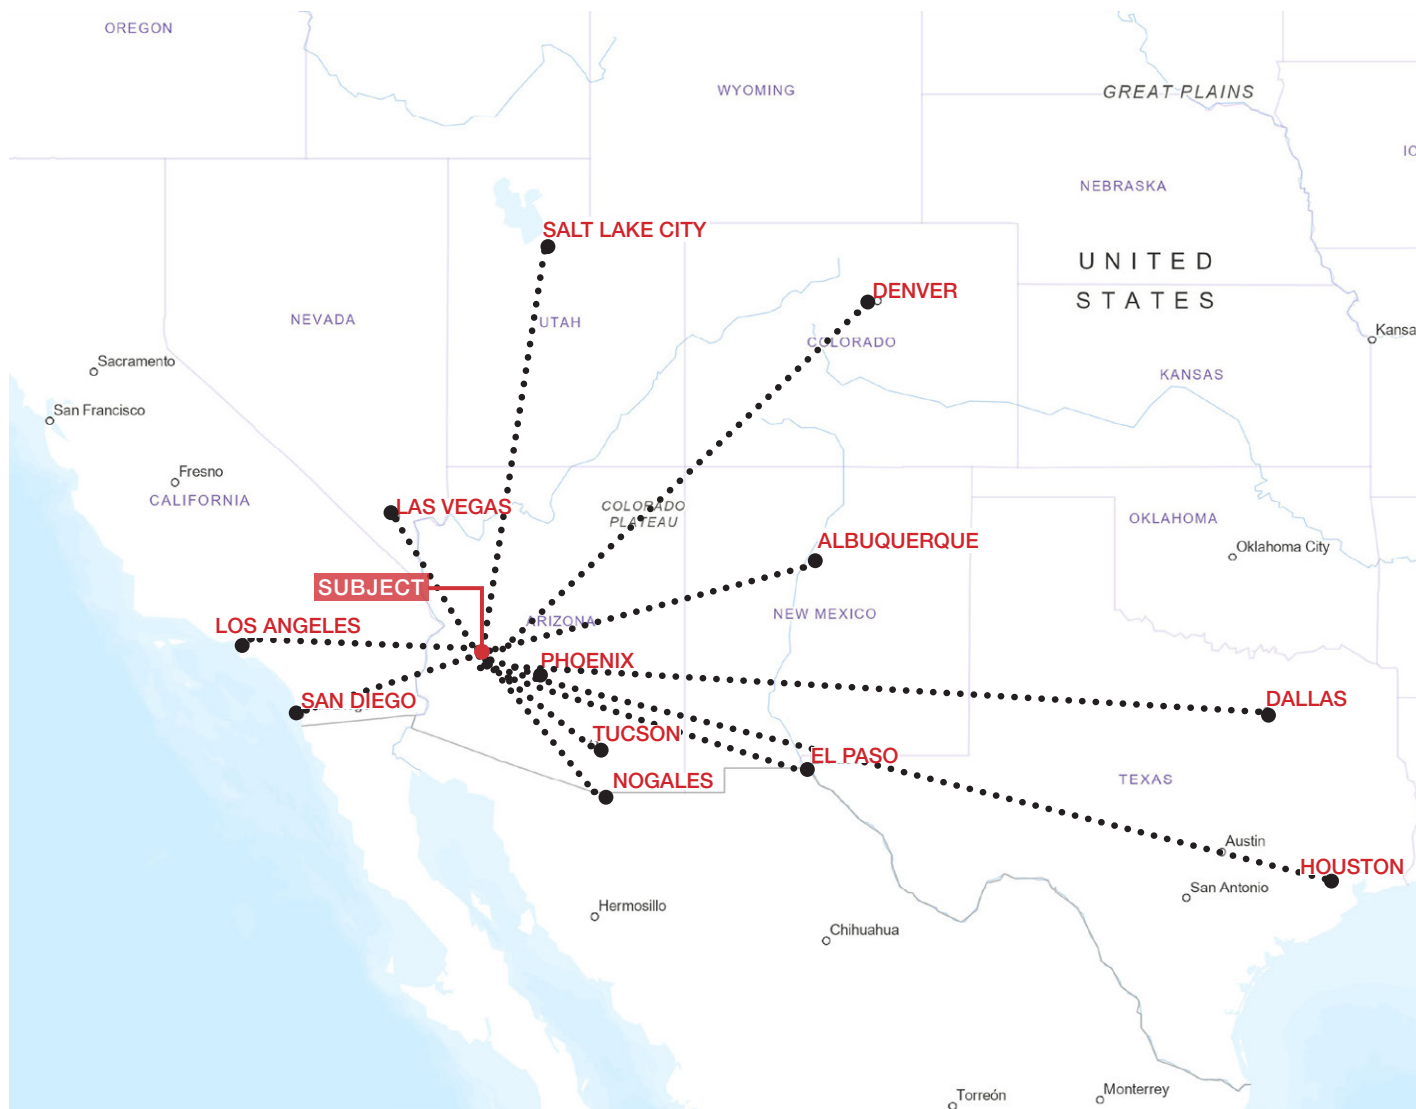 OREGON
WYOMING
GREAT PLAINS
IO
NEBRASKA
SALT LAKE CITY
UNITED
STATES
DENVER
NEVADA
UTAH
COLORADO
Kansa
Sacramento
KANSAS
San Francisco
Fresno
CALIFORNIA
LAS VEGAS
COLORADO
PLATEAU
OKLAHOMA
ALBUQUERQUE
Oklahoma City
SUBJECT
ARIZONA
NEW MEXICO
LOS ANGELES
PHOENIX
SAN DIEGO
DALLAS
TUCSON
EL PASO
NOGALES
TEXAS
Austin
HOUSTON
San Antonio
Hermosillo
Chihuahua
Torreón
Monterrey